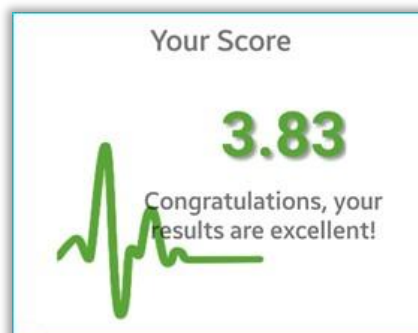 Your Score
3.83
Congratulations, your
results are excellent!